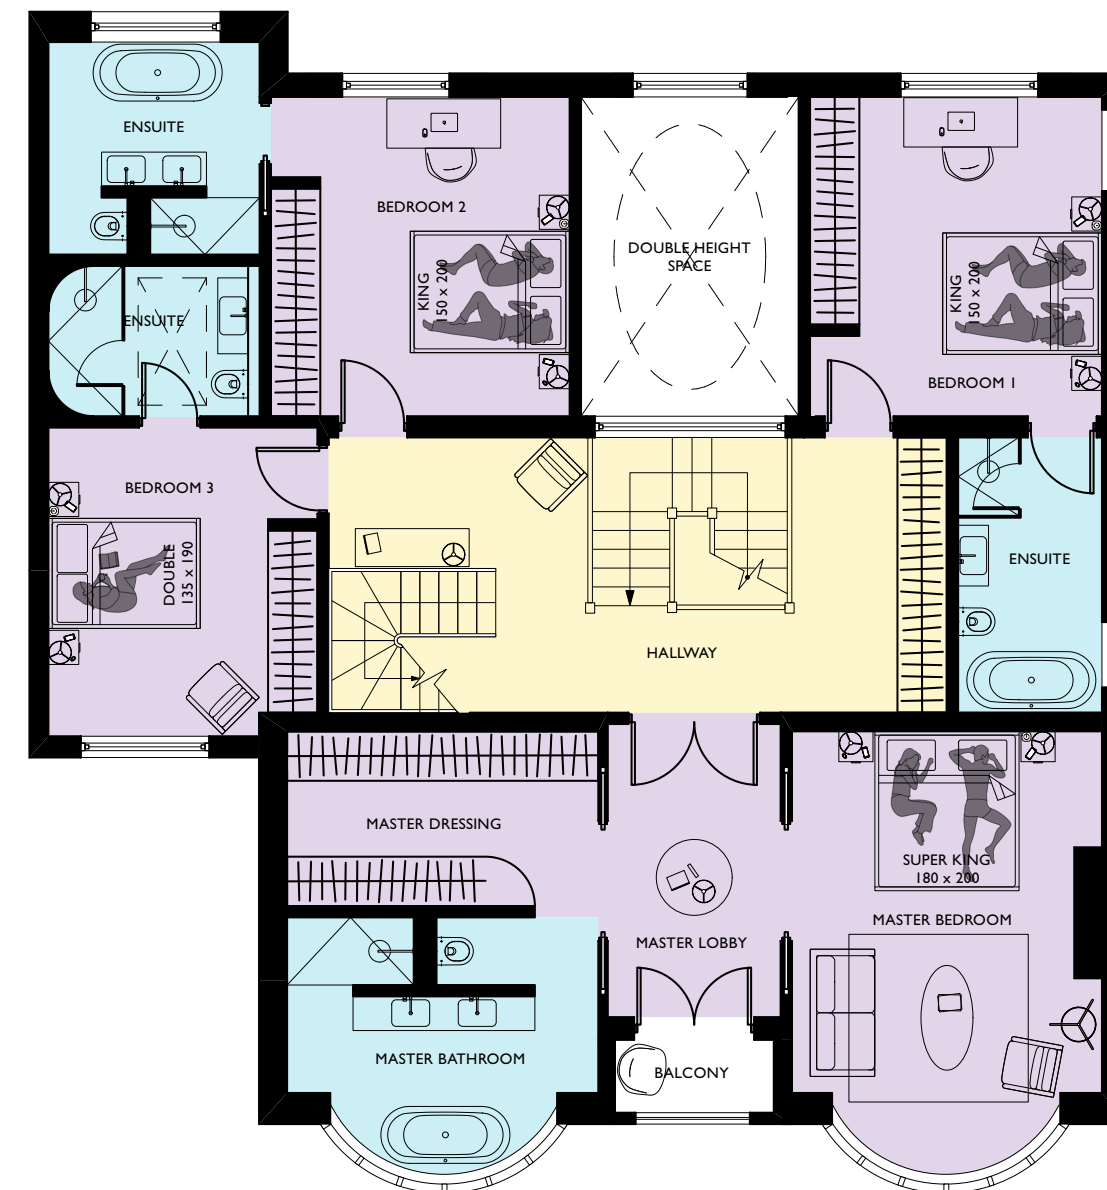 ENSUITE
BEDROOM 2
DOUBLE HEIGHT
SPACE
KING
150 x 200
KING
150 x 200
ENSUITE
BEDROOM 1
BEDROOM 3
DOUBLE
135 x 190
ENSUITE
HALLWAY
MASTER DRESSING
SUPER KING
180 x 200
MASTER BEDROOM
MASTER LOBBY
MASTER BATHROOM
BALCONY